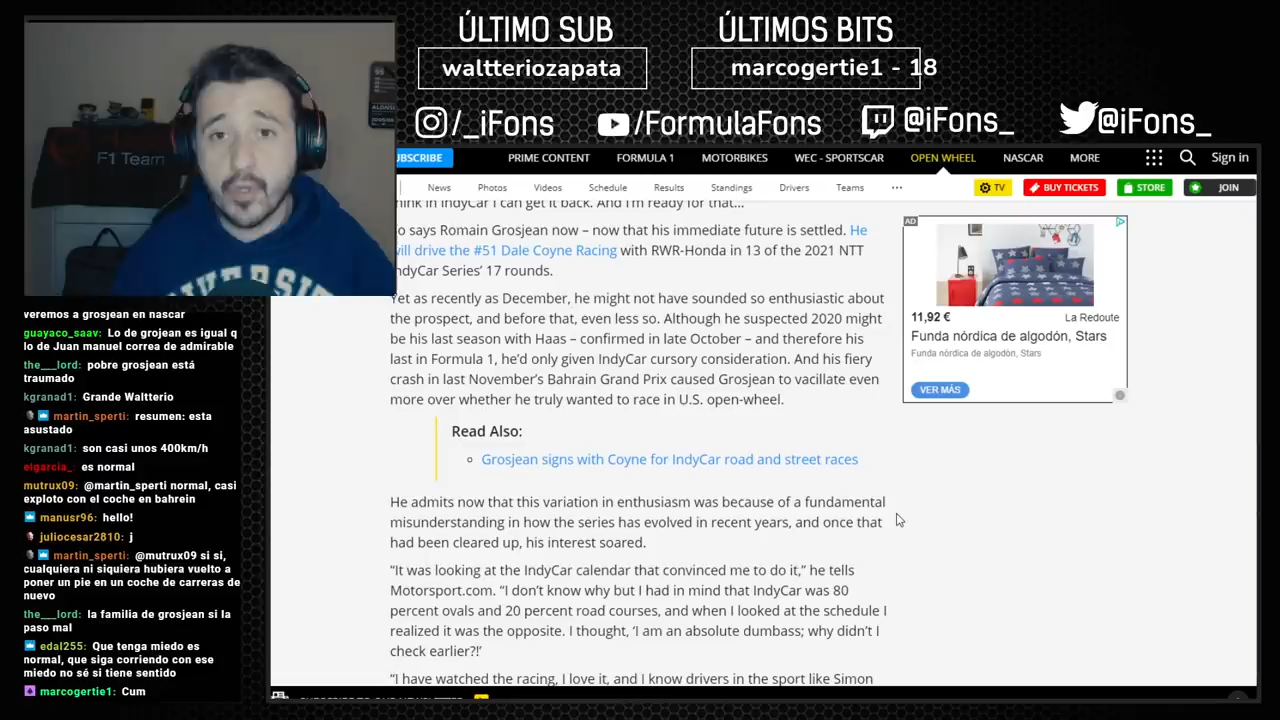 ÚLTIMO SUB
waltteriozapata
ÚLTIMOS BITS
marcogertie1 - 18
/_iFons
/FormulaFons
@iFons_
@iFons_
F1 Team
UBSCRIBE
PRIME CONTENT
FORMULA 1
MOTORBIKES
WEC - SPORTSCAR
OPEN WHEEL
NASCAR
MORE
Sign in
News
Photos
Videos
Schedule
Results
Standings
Drivers
Teams
TV
BUY TICKETS
STORE
JOIN
think in IndyCar I can get it back. And I'm ready for that…
So says Romain Grosjean now – now that his immediate future is settled. He
will drive the #51 Dale Coyne Racing with RWR-Honda in 13 of the 2021 NTT
IndyCar Series' 17 rounds.
Yet as recently as December, he might not have sounded so enthusiastic about
the prospect, and before that, even less so. Although he suspected 2020 might
be his last season with Haas – confirmed in late October – and therefore his
last in Formula 1, he'd only given IndyCar cursory consideration. And his fiery
crash in last November's Bahrain Grand Prix caused Grosjean to vacillate even
more over whether he truly wanted to race in U.S. open-wheel.
Read Also:
Grosjean signs with Coyne for IndyCar road and street races
He admits now that this variation in enthusiasm was because of a fundamental
misunderstanding in how the series has evolved in recent years, and once that
had been cleared up, his interest soared.
"It was looking at the IndyCar calendar that convinced me to do it," he tells
Motorsport.com. "I don't know why but I had in mind that IndyCar was 80
percent ovals and 20 percent road courses, and when I looked at the schedule I
realized it was the opposite. I thought, 'I am an absolute dumbass; why didn't I
check earlier?!'
"I have watched the racing, I love it, and I know drivers in the sport like Simon
AD
11,92 €
La Redoute
Funda nórdica de algodón, Stars
Funda nórdica de algodón, Stars
VER MÁS
veremos a grosjean en nascar
guayaco_saav: Lo de grojean es igual q
lo de Juan manuel correa de admirable
the___lord: pobre grosjean está
traumado
kgranad1: Grande Waltterio
martin_sperti: resumen: esta
asustado
kgranad1: son casi unos 400km/h
elgarcia_: es normal
mutrux09: @martin_sperti normal, casi
exploto con el coche en bahrein
manusr96: hello!
juliocesar2810: j
martin_sperti: @mutrux09 si si,
cualquiera ni siquiera hubiera vuelto a
poner un pie en un coche de carreras de
nuevo
the___lord: la familia de grosjean si la
paso mal
edal255: Que tenga miedo es
normal, que siga corriendo con ese
miedo no sé si tiene sentido
marcogertie1: Cum